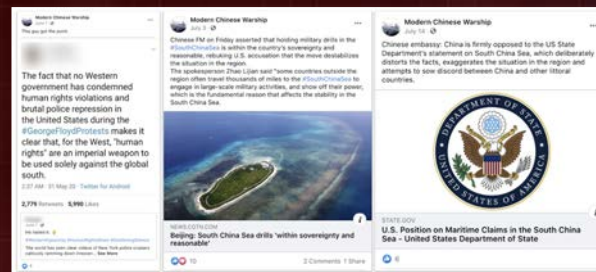 Modern Chinese Warship
June 1
This guy got the point
The fact that no Western
government has condemned
human rights violations and
brutal police repression in
the United States during the
#GeorgeFloydProtests makes it
clear that, for the West, "human
rights" are an imperial weapon to
be used solely against the global
south.
2:37 AM · 31 May 20 · Twitter for Android
2,779 Retweets 5,990 Likes
Modern Chinese Warship
July 3
Chinese FM on Friday asserted that holding military drills in the
#SouthChinaSea is within the country's sovereignty and
reasonable, rebuking U.S. accusation that the move destabilizes
the situation in the region.
The spokesperson Zhao Lijian said "some countries outside the
region often travel thousands of miles to the #SouthChinaSea to
engage in large-scale military activities, and show off their power,
which is the fundamental reason that affects the stability in the
South China Sea.
NEWS.CGTN.COM
Beijing: South China Sea drills 'within sovereignty and
reasonable'
10
3 Comments 1 Share
Modern Chinese Warship
July 14
Chinese embassy: China is firmly opposed to the US State
Department's statement on South China Sea, which deliberately
distorts the facts, exaggerates the situation in the region and
attempts to sow discord between China and other littoral
countries.
DEPARTMENT OF STATE
UNITED STATES OF AMERICA
STATE.GOV
U.S. Position on Maritime Claims in the South China
Sea - United States Department of State